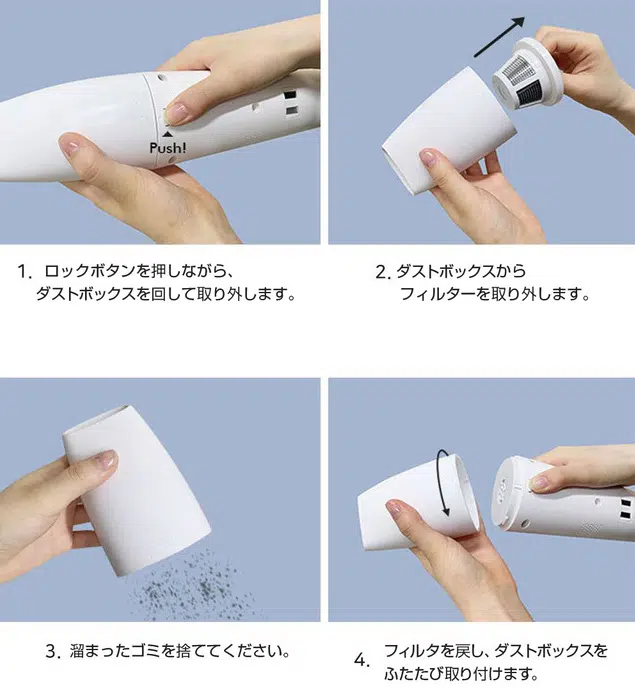 Push!
1. ロックボタンを押しながら、
ダストボックスを回して取り外します。
2. ダストボックスから
フィルターを取り外します。
3. 溜まったゴミを捨ててください。
4. フィルタを戻し、ダストボックスを
ふたたび取り付けます。